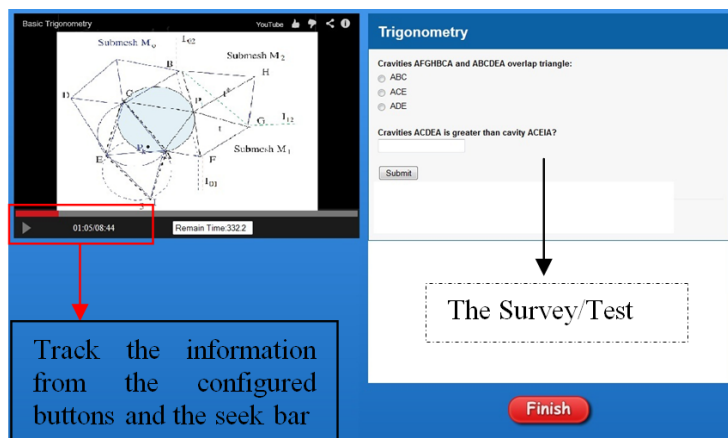 Basic Trigonometry
YouTube
Submesh M
I02
Submesh M2
B
H
D
C
P
G
I12
t
Submesh M1
E
F
I01
3
01:05/08:44
Remain Time:332.2
Track the information
from the configured
buttons and the seek bar
Trigonometry
Cravities AFGHBCA and ABCDEA overlap triangle:
ABC
ACE
ADE
Cravities ACDEA is greater than cavity ACEIA?
Submit
The Survey/Test
Finish